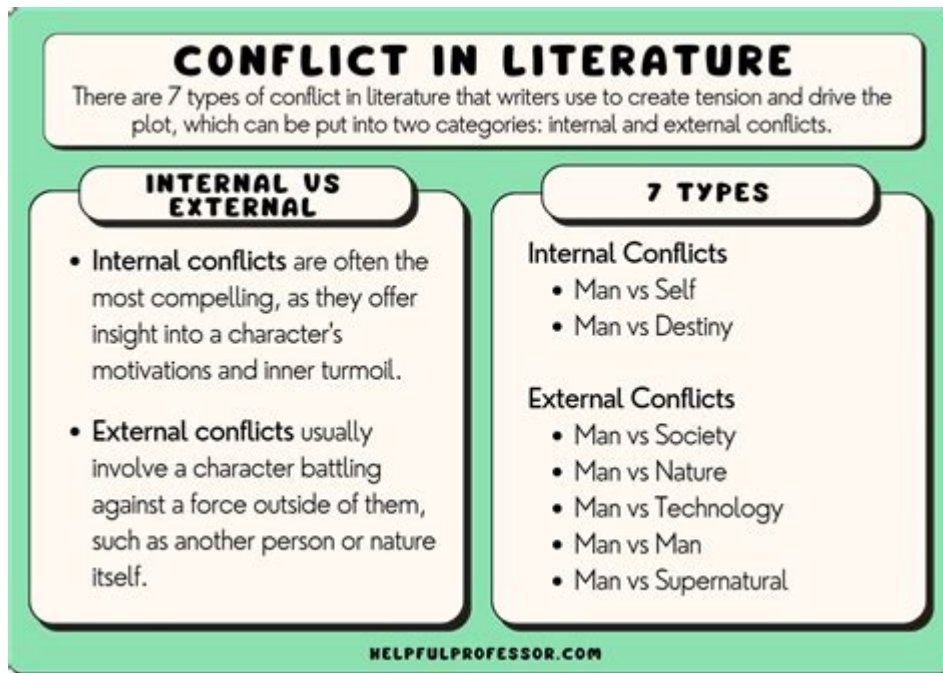 CONFLICT IN LITERATURE
There are 7 types of conflict in literature that writers use to create tension and drive the
plot, which can be put into two categories: internal and external conflicts.
INTERNAL VS
EXTERNAL
• Internal conflicts are often the
most compelling, as they offer
insight into a character's
motivations and inner turmoil.
• External conflicts usually
involve a character battling
against a force outside of them,
such as another person or nature
itself.
7 TYPES
Internal Conflicts
• Man vs Self
• Man vs Destiny
External Conflicts
• Man vs Society
• Man vs Nature
• Man vs Technology
• Man vs Man
• Man vs Supernatural
HELPFULPROFESSOR.COM